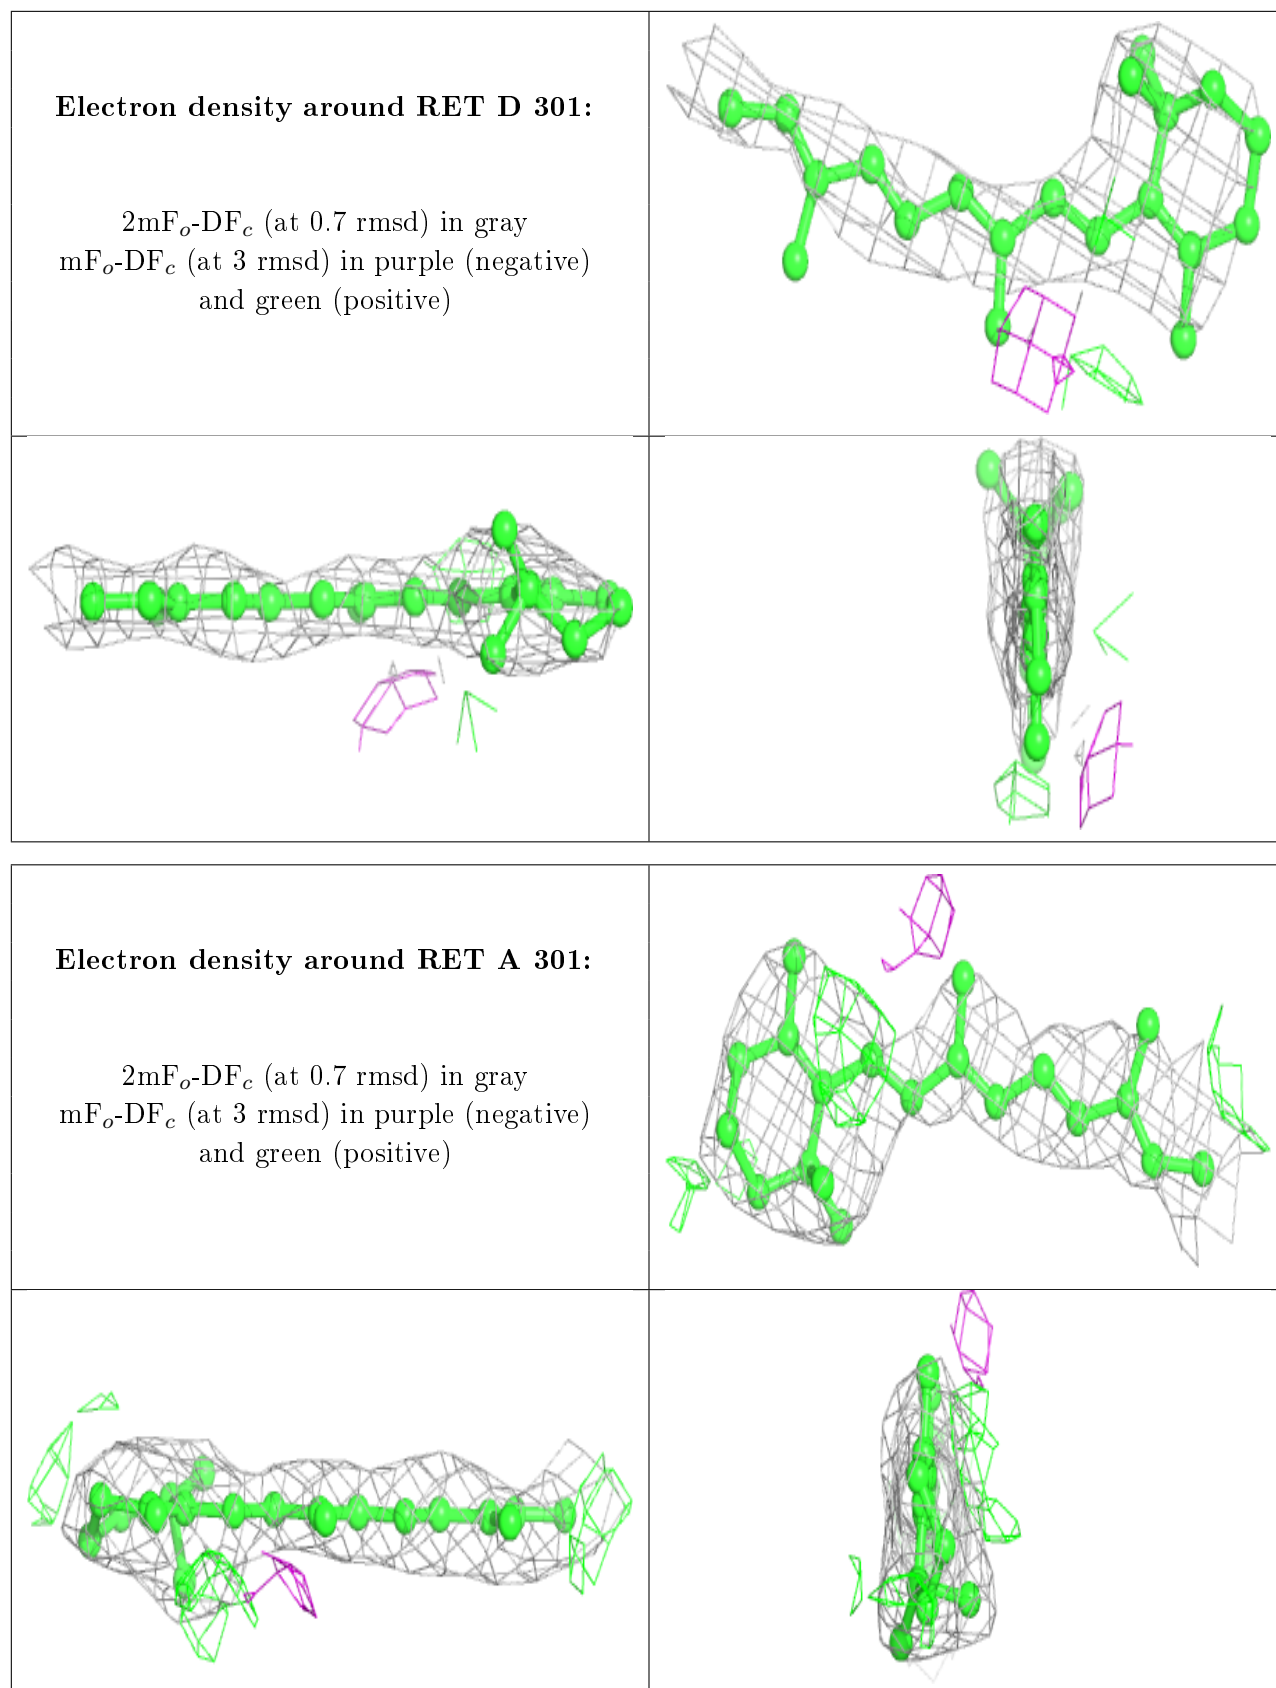 Electron density around RET D 301:
2mFo-DFc (at 0.7 rmsd) in gray
mFo-DFc (at 3 rmsd) in purple (negative)
and green (positive)
Electron density around RET A 301:
2mFo-DFc (at 0.7 rmsd) in gray
mFo-DFc (at 3 rmsd) in purple (negative)
and green (positive)